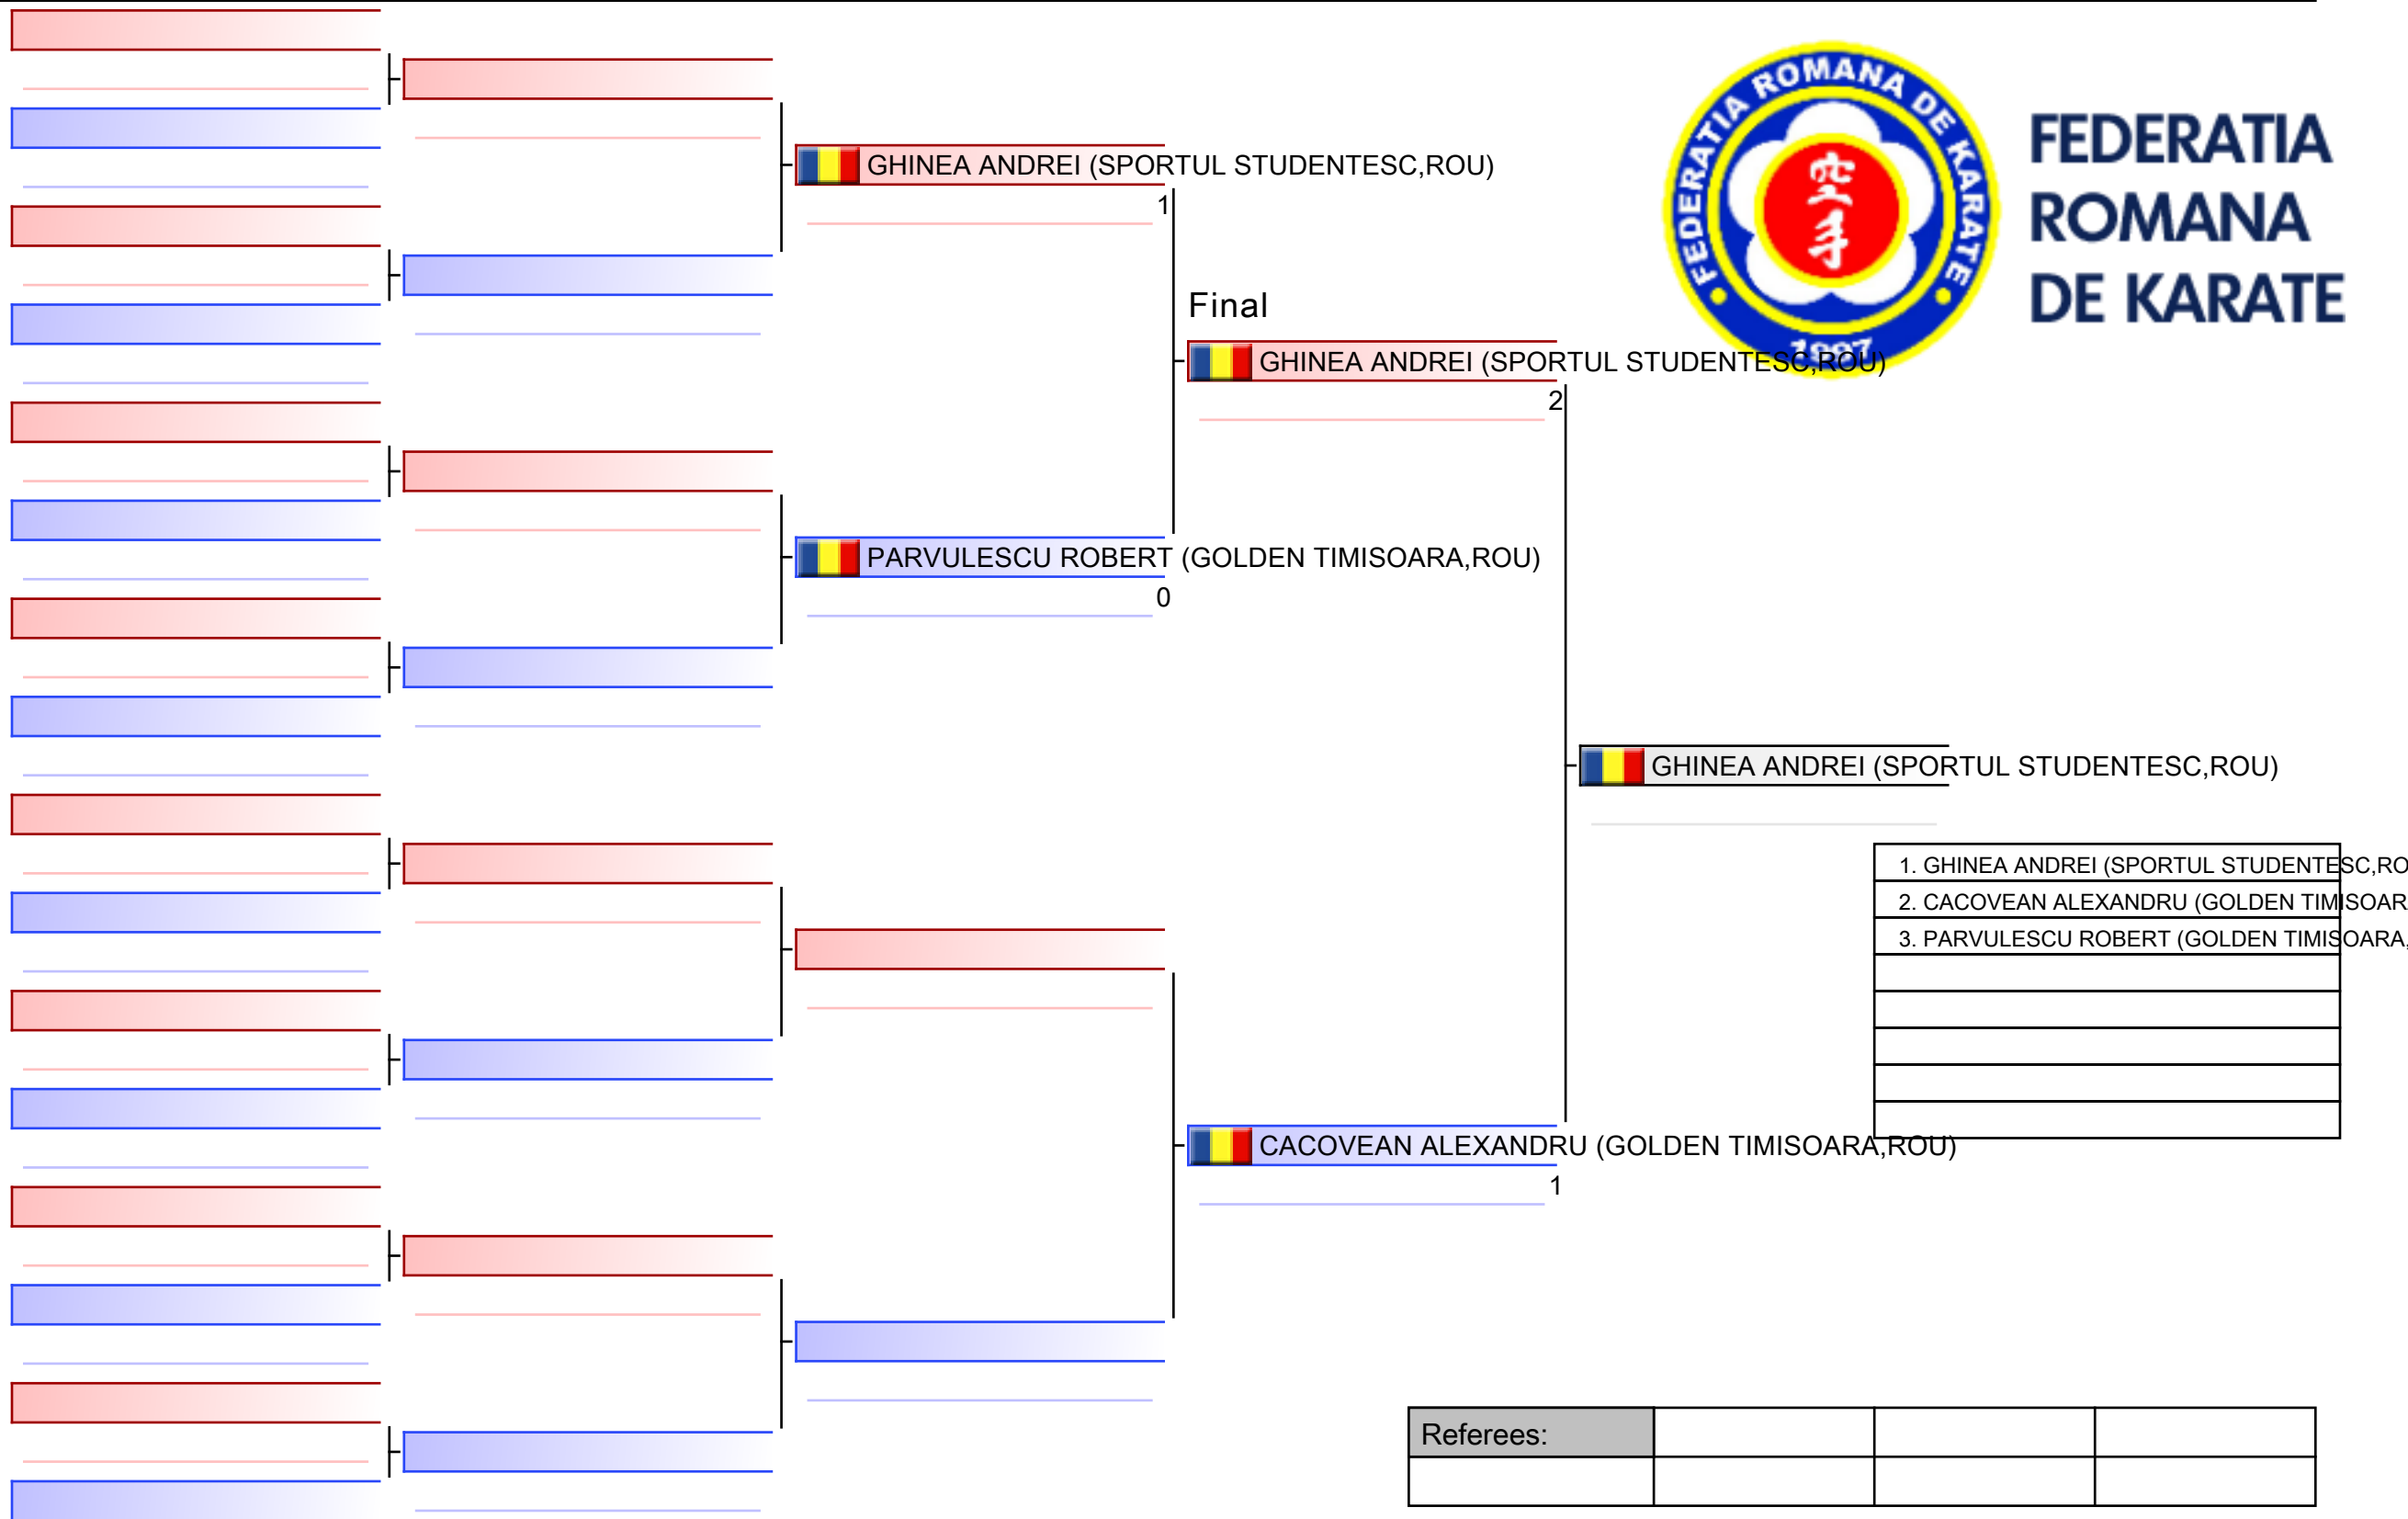 FEDERATIA ROMANA DE KARATE
空手
1997
FEDERATIA
ROMANA
DE KARATE
GHINEA ANDREI (SPORTUL STUDENTESC,ROU)
1
Final
GHINEA ANDREI (SPORTUL STUDENTESC,ROU)
2
PARVULESCU ROBERT (GOLDEN TIMISOARA,ROU)
0
GHINEA ANDREI (SPORTUL STUDENTESC,ROU)
1. GHINEA ANDREI (SPORTUL STUDENTESC,RO
2. CACOVEAN ALEXANDRU (GOLDEN TIMISOAR
3. PARVULESCU ROBERT (GOLDEN TIMISOARA,
CACOVEAN ALEXANDRU (GOLDEN TIMISOARA,ROU)
1
Referees: